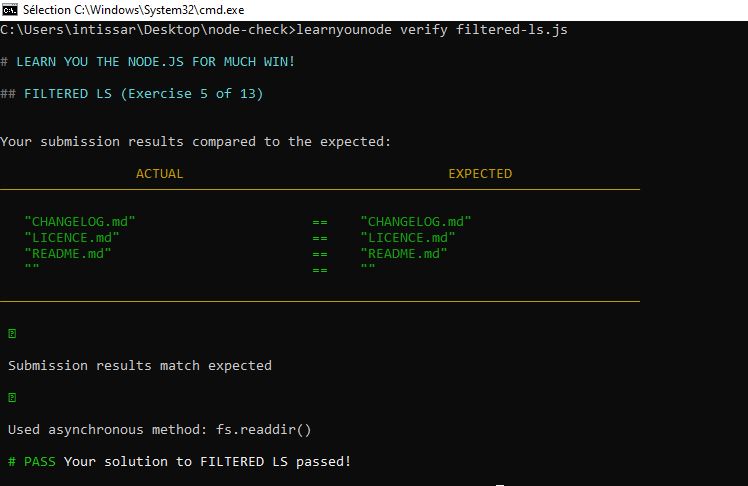 Sélection C:\Windows\System32\cmd.exe
C:\Users\intissar\Desktop\node-check>learnyounode verify filtered-ls.js
# LEARN YOU THE NODE.JS FOR MUCH WIN!
## FILTERED LS (Exercise 5 of 13)
Your submission results compared to the expected:
ACTUAL EXPECTED
"CHANGELOG.md" == "CHANGELOG.md"
"LICENCE.md" == "LICENCE.md"
"README.md" == "README.md"
"" == ""
Submission results match expected
Used asynchronous method: fs.readdir()
# PASS Your solution to FILTERED LS passed!